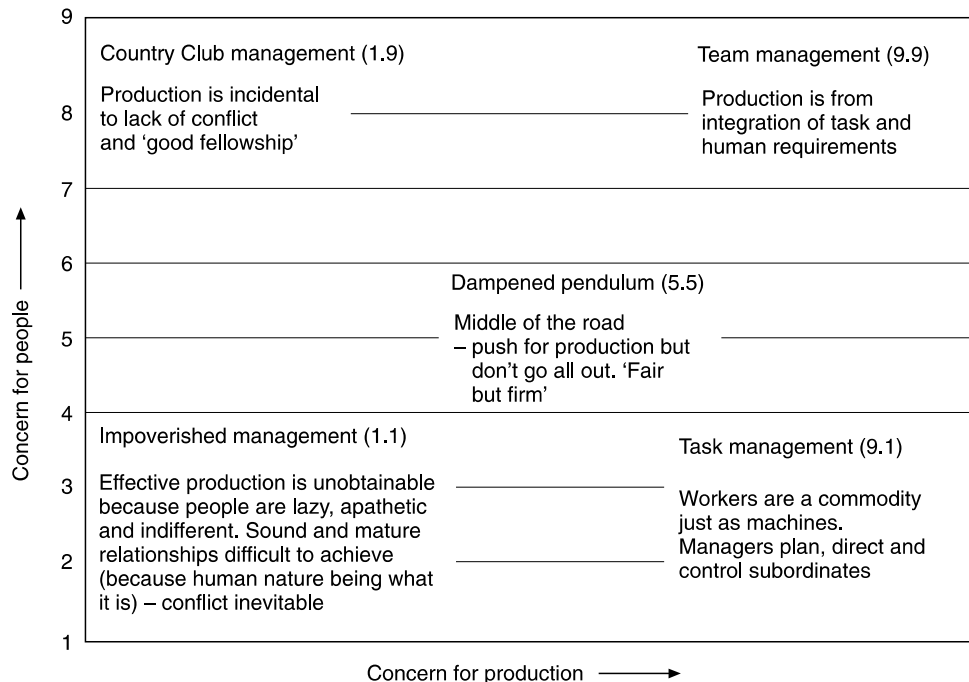 9
Country Club management (1.9)
Team management (9.9)
Production is incidental
to lack of conflict
and ‘good fellowship’
8
Production is from
integration of task and
human requirements
7
6
Dampened pendulum (5.5)
Middle of the road
– push for production but
don’t go all out. ‘Fair
but firm’
5
4
Impoverished management (1.1)
Task management (9.1)
Effective production is unobtainable
because people are lazy, apathetic
and indifferent. Sound and mature
relationships difficult to achieve
(because human nature being what
it is) – conflict inevitable
3
Workers are a commodity
just as machines.
Managers plan, direct and
control subordinates
2
1
Concern for people
Concern for production